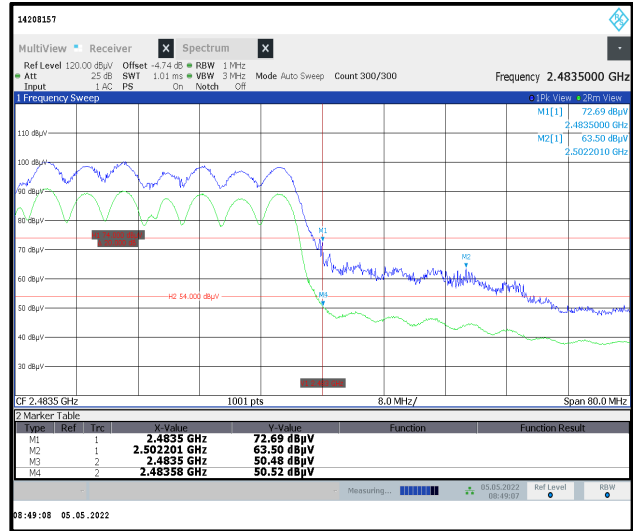 14208157
MultiView Receiver X Spectrum X
Ref Level 120.00 dBµV Offset -4.74 dB RBW 1 MHz
Att 25 dB SWT 1.01 ms VBW 3 MHz Mode Auto Sweep Count 300/300 Frequency 2.4835000 GHz
Input 1 AC PS On Notch Off
1 Frequency Sweep 1Pk View 2Rm View
M1[1] 72.69 dBµV
2.4835000 GHz
M2[1] 63.50 dBµV
2.5022010 GHz
110 dBµV
100 dBµV
90 dBµV
80 dBµV
M1
70 dBµV
M2
60 dBµV
H2 54.000 dBµV
M4
50 dBµV
40 dBµV
30 dBµV
CF 2.4835 GHz 1001 pts 8.0 MHz/ Span 80.0 MHz
2 Marker Table
Type Ref Trc X-Value Y-Value Function Function Result
M1 1 2.4835 GHz 72.69 dBµV
M2 1 2.502201 GHz 63.50 dBµV
M3 2 2.4835 GHz 50.48 dBµV
M4 2 2.48358 GHz 50.52 dBµV
Measuring... 05.05.2022 Ref Level RBW
08:49:07
08:49:08 05.05.2022